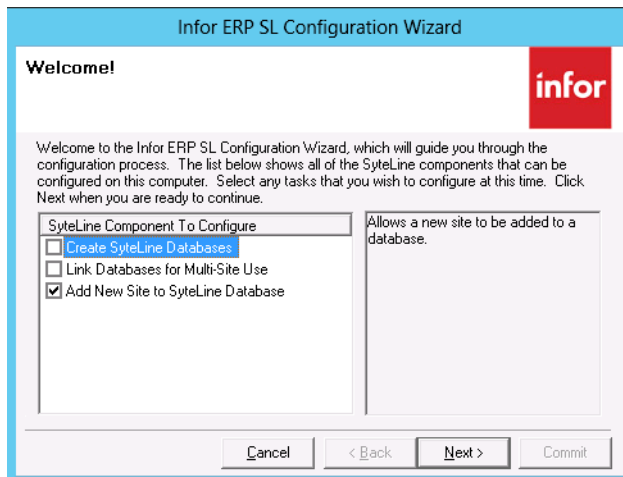 Infor ERP SL Configuration Wizard
Welcome!
infor
Welcome to the Infor ERP SL Configuration Wizard, which will guide you through the
configuration process.  The list below shows all of the SyteLine components that can be
configured on this computer.  Select any tasks that you wish to configure at this time.  Click
Next when you are ready to continue.
SyteLine Component To Configure
Create SyteLine Databases
Link Databases for Multi-Site Use
Add New Site to SyteLine Database
Allows a new site to be added to a
database.
Cancel
< Back
Next >
Commit